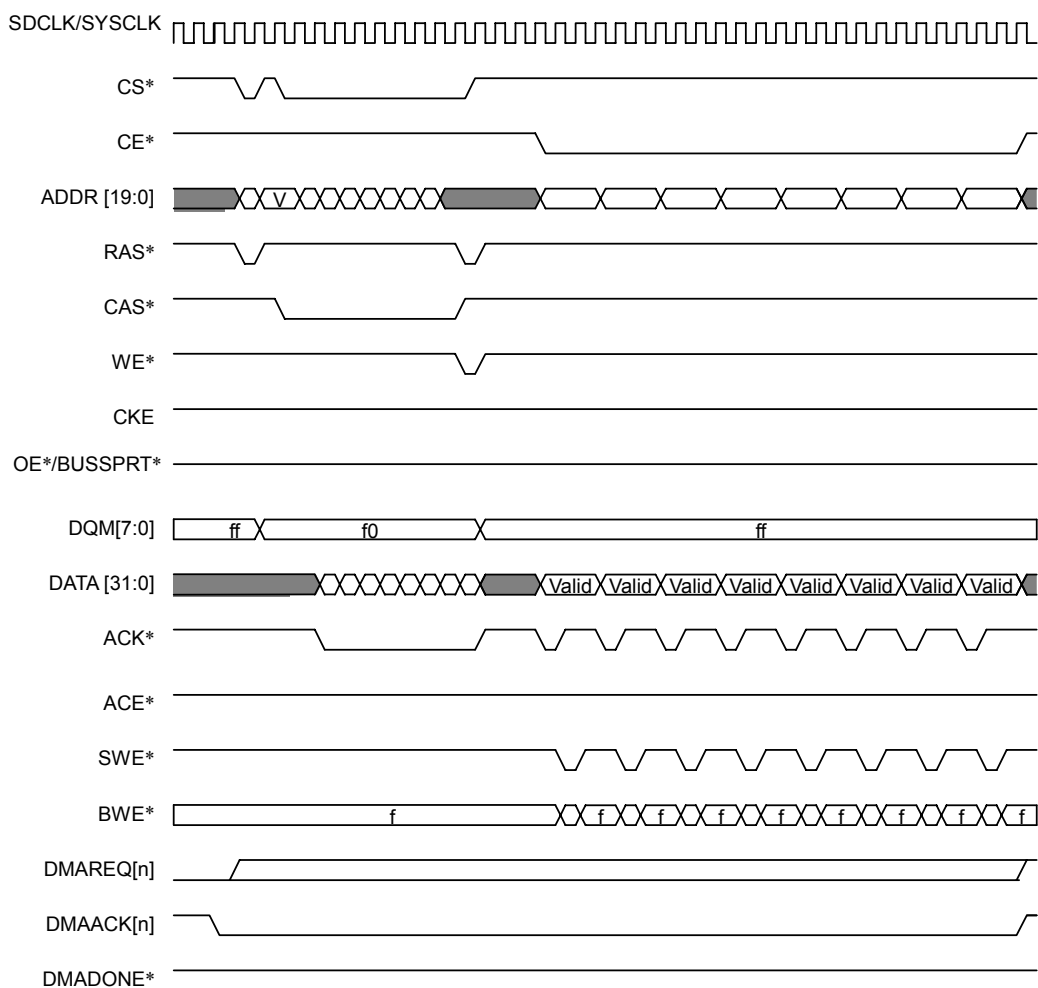 SDCLK/SYSCLK
CS*
CE*
ADDR [19:0] V
RAS*
CAS*
WE*
CKE
OE*/BUSSPRT*
DQM[7:0] ff f0 ff
DATA [31:0] Valid Valid Valid Valid Valid Valid Valid Valid
ACK*
ACE*
SWE*
BWE* f f f f f f f f f
DMAREQ[n]
DMAACK[n]
DMADONE*